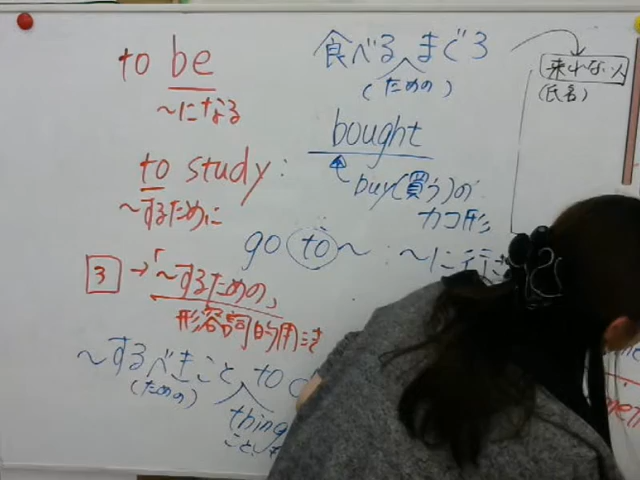 to be
～になる
to study:
～するために
3 →「～するための」
形容詞的用法
～するべきこと to
(ための)
thing
こと
食べる まぐろ
(ための)
bought
buy(買う)の
カコ形
go to ～ : ～に行
来れない人
(氏名)